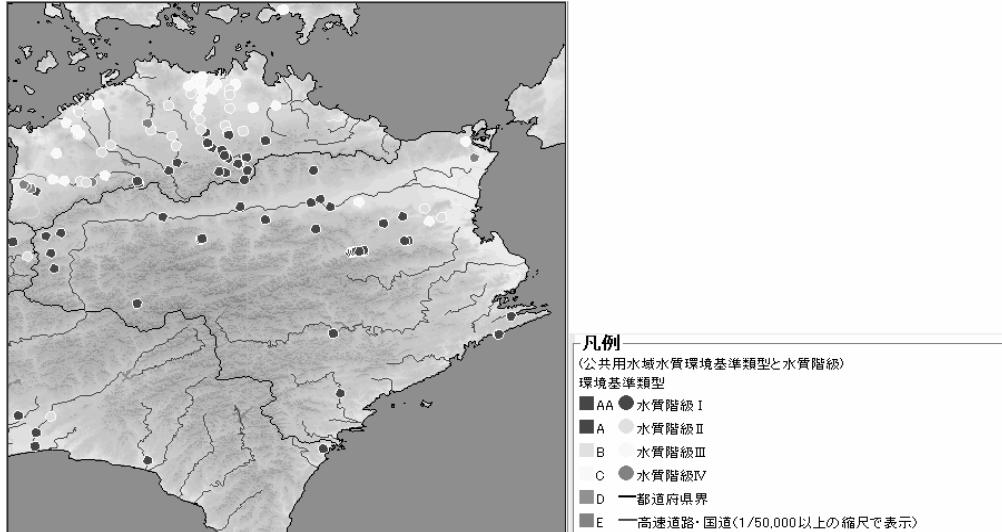 凡例
(公共用水域水質環境基準類型と水質階級)
環境基準類型
AA 水質階級Ⅰ
A 水質階級Ⅱ
B 水質階級Ⅲ
C 水質階級Ⅳ
D 都道府県界
E 高速道路・国道(1/50,000以上の縮尺で表示)